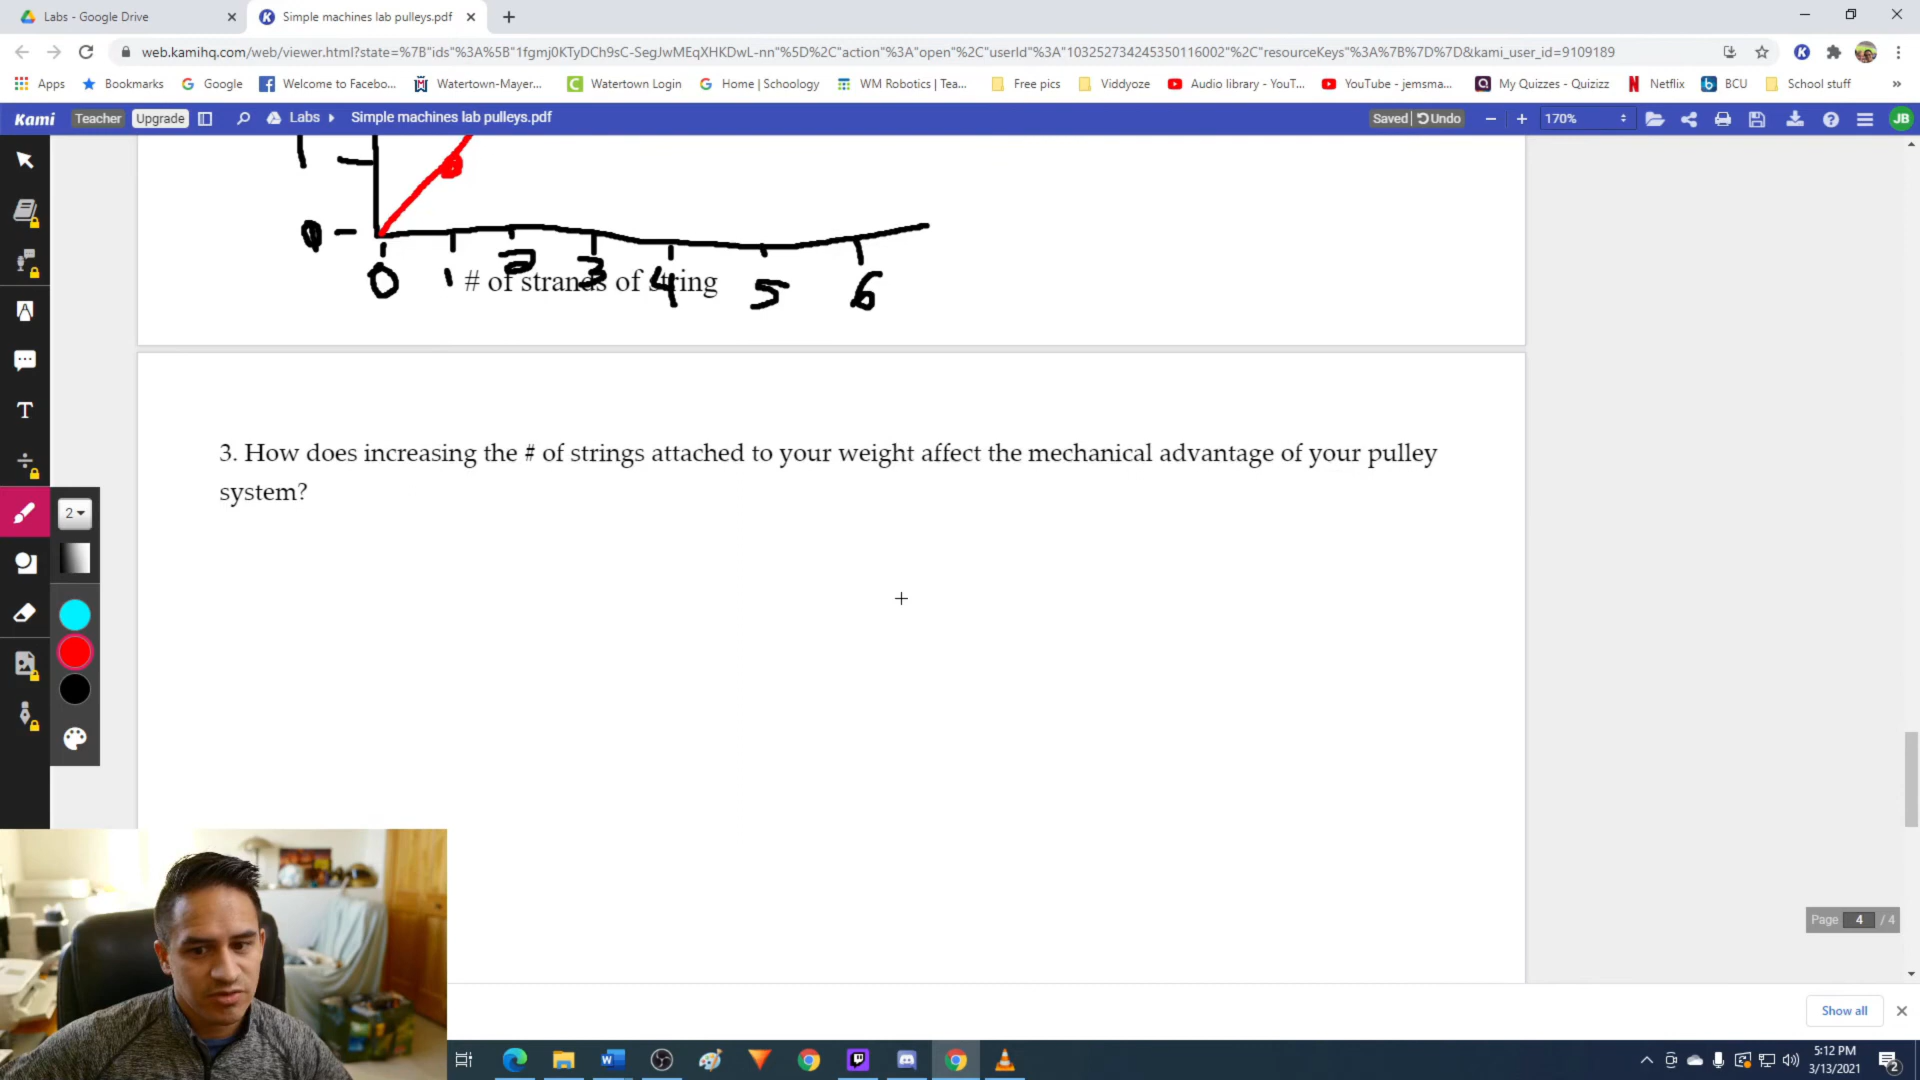 Labs - Google Drive
Simple machines lab pulleys.pdf
web.kamihq.com/web/viewer.html?state=%7B"ids"%3A%5B"1fgmj0KTyDCh9sC-SegJwMEqXHKDwL-nn"%5D%2C"action"%3A"open"%2C"userId"%3A"103252734245350116002"%2C"resourceKeys"%3A%7B%7D%7D&kami_user_id=9109189
Apps Bookmarks Google Welcome to Facebo... Watertown-Mayer... Watertown Login Home | Schoology WM Robotics | Tea... Free pics Viddyoze Audio library - YouT... YouTube - jemsma... My Quizzes - Quizizz Netflix BCU School stuff »
Kami Teacher Upgrade Labs Simple machines lab pulleys.pdf Saved Undo 170% JB
1
0
0 1 2 3 4 5 6
# of strands of string
3. How does increasing the # of strings attached to your weight affect the mechanical advantage of your pulley
system?
T
2
Page 4 / 4
Show all
5:12 PM
3/13/2021
2